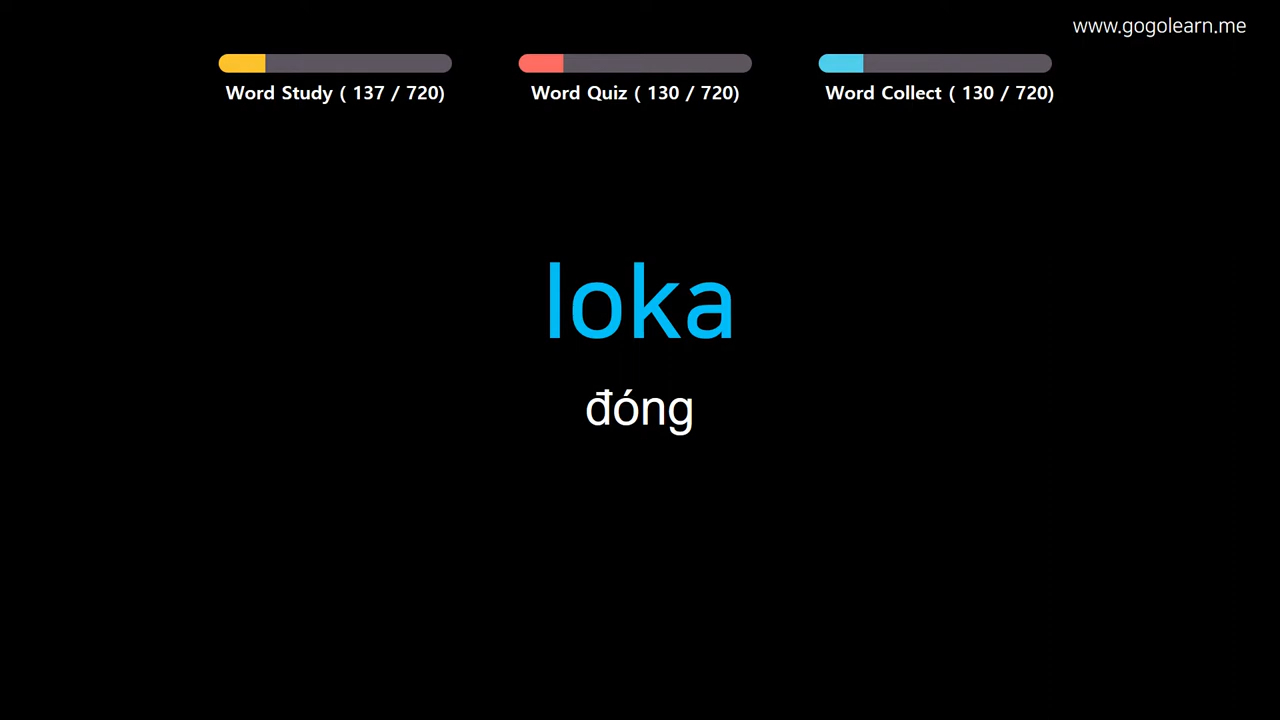 www.gogolearn.me
Word Study ( 137 / 720)
Word Quiz ( 130 / 720)
Word Collect ( 130 / 720)
loka
đóng